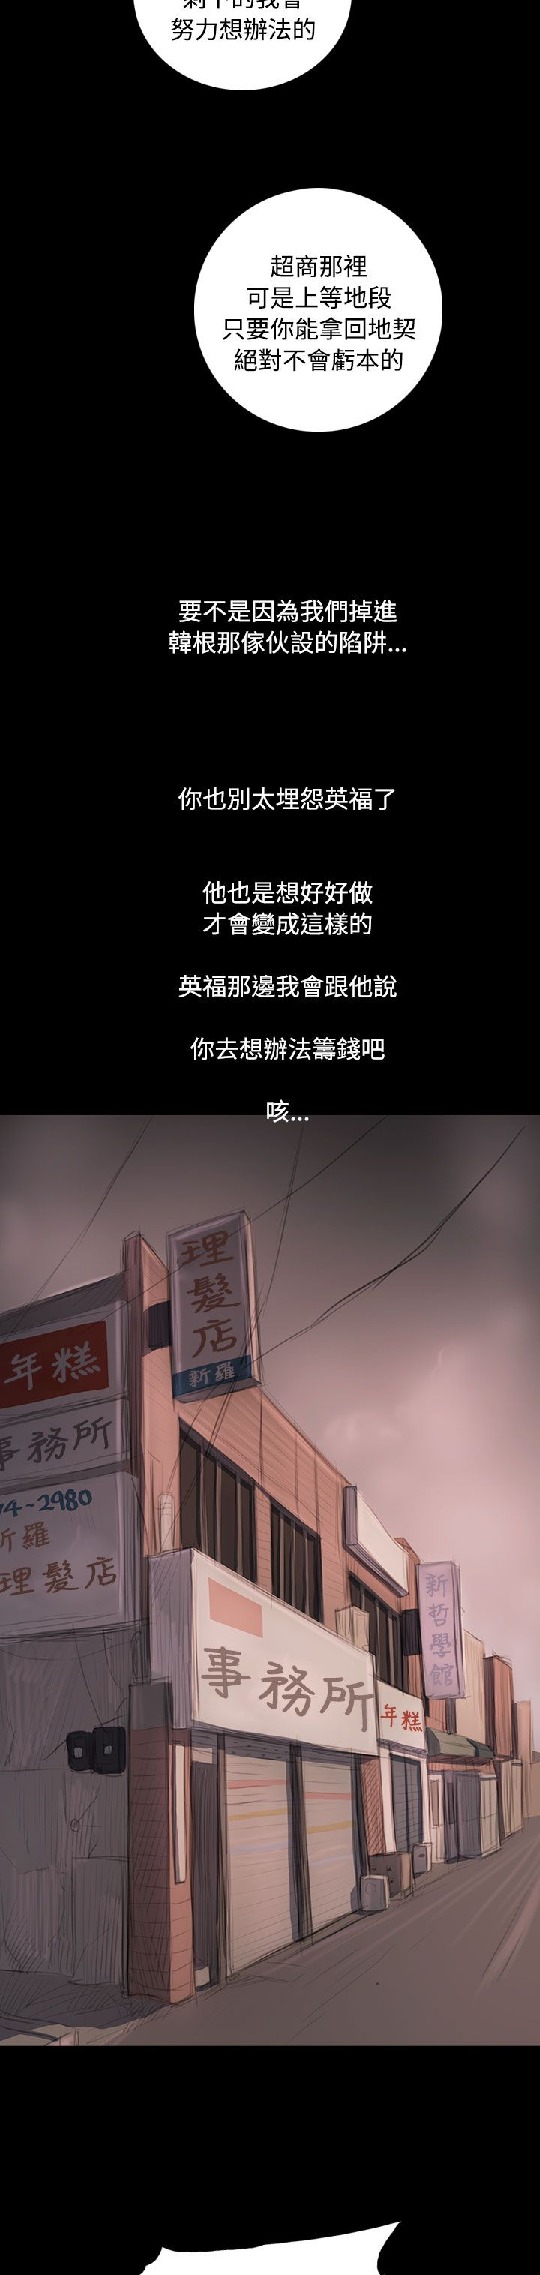 努力想辦法的
超商那裡
可是上等地段
只要你能拿回地契
絕對不會虧本的
要不是因為我們掉進
韓根那傢伙設的陷阱...
你也別太埋怨英福了
他也是想好好做
才會變成這樣的
英福那邊我會跟他說
你去想辦法籌錢吧
咳...
理髮店
新羅
年糕
事務所
74-2980
新羅
理髮店
新哲學館
事務所
年糕